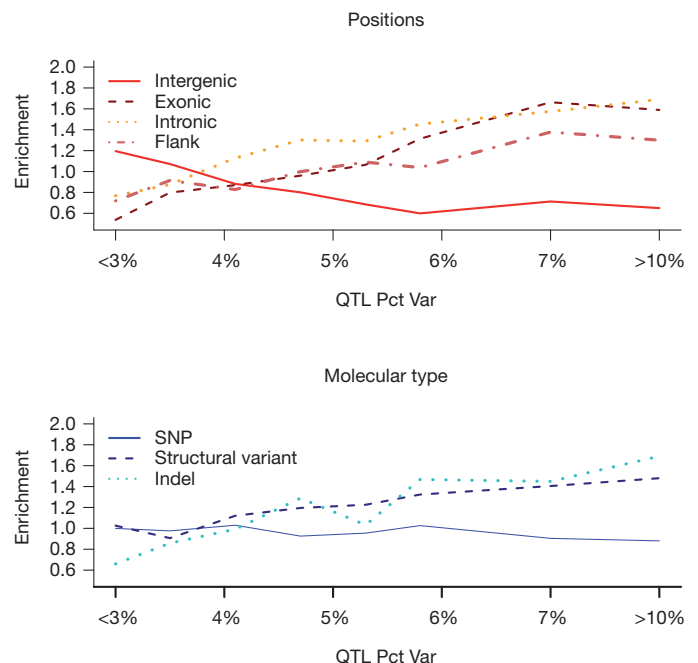 Positions
Enrichment
2.0
1.8
1.6
1.4
1.2
1.0
0.8
0.6
Intergenic
Exonic
Intronic
Flank
<3% 4% 5% 6% 7% >10%
QTL Pct Var
Molecular type
Enrichment
2.0
1.8
1.6
1.4
1.2
1.0
0.8
0.6
SNP
Structural variant
Indel
<3% 4% 5% 6% 7% >10%
QTL Pct Var